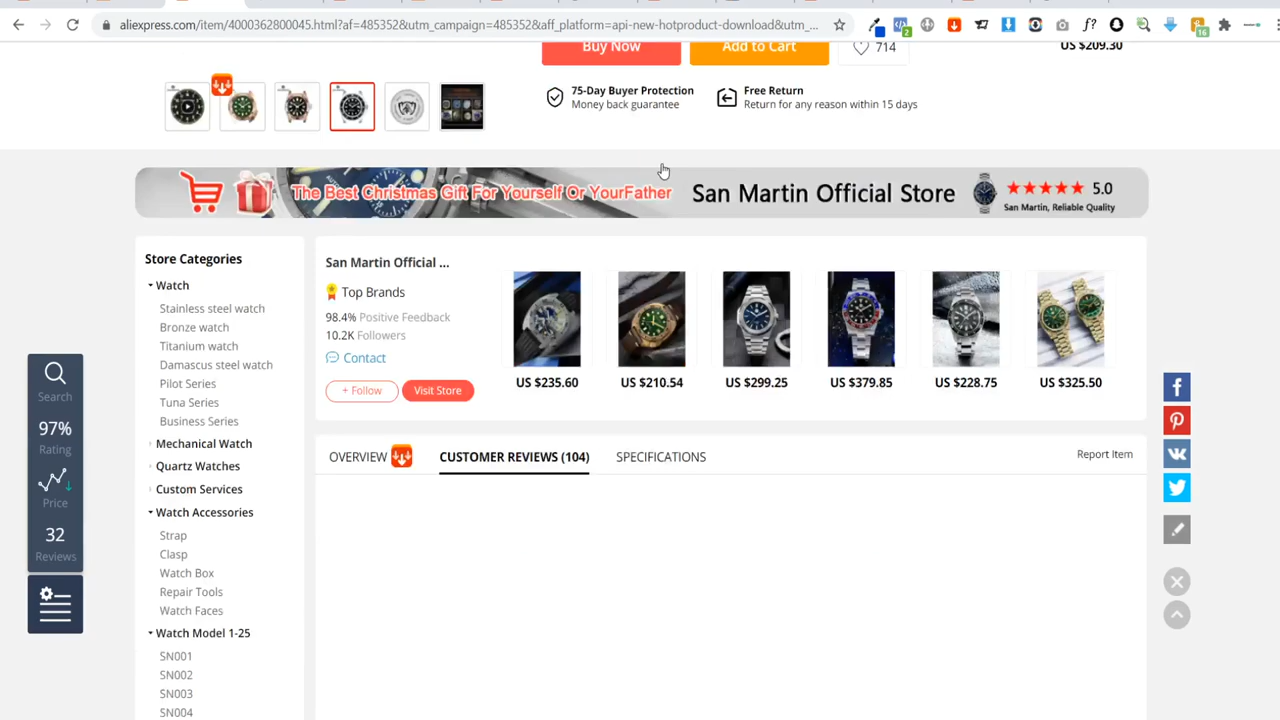 aliexpress.com/item/4000362800045.html?af=485352&utm_campaign=485352&aff_platform=api-new-hotproduct-download&utm_...
2
ƒ?
16
Buy Now
Add to Cart
714
US $209.30
75-Day Buyer Protection
Money back guarantee
Free Return
Return for any reason within 15 days
The Best Christmas Gift For Yourself Or YourFather
San Martin Official Store
5.0
San Martin, Reliable Quality
Store Categories
Watch
Stainless steel watch
Bronze watch
Titanium watch
Damascus steel watch
Pilot Series
Tuna Series
Business Series
Mechanical Watch
Quartz Watches
Custom Services
Watch Accessories
Strap
Clasp
Watch Box
Repair Tools
Watch Faces
Watch Model 1-25
SN001
SN002
SN003
SN004
San Martin Official ...
Top Brands
98.4% Positive Feedback
10.2K Followers
Contact
+ Follow
Visit Store
US $235.60
US $210.54
US $299.25
US $379.85
US $228.75
US $325.50
OVERVIEW
CUSTOMER REVIEWS (104)
SPECIFICATIONS
Report Item
Search
97%
Rating
Price
32
Reviews